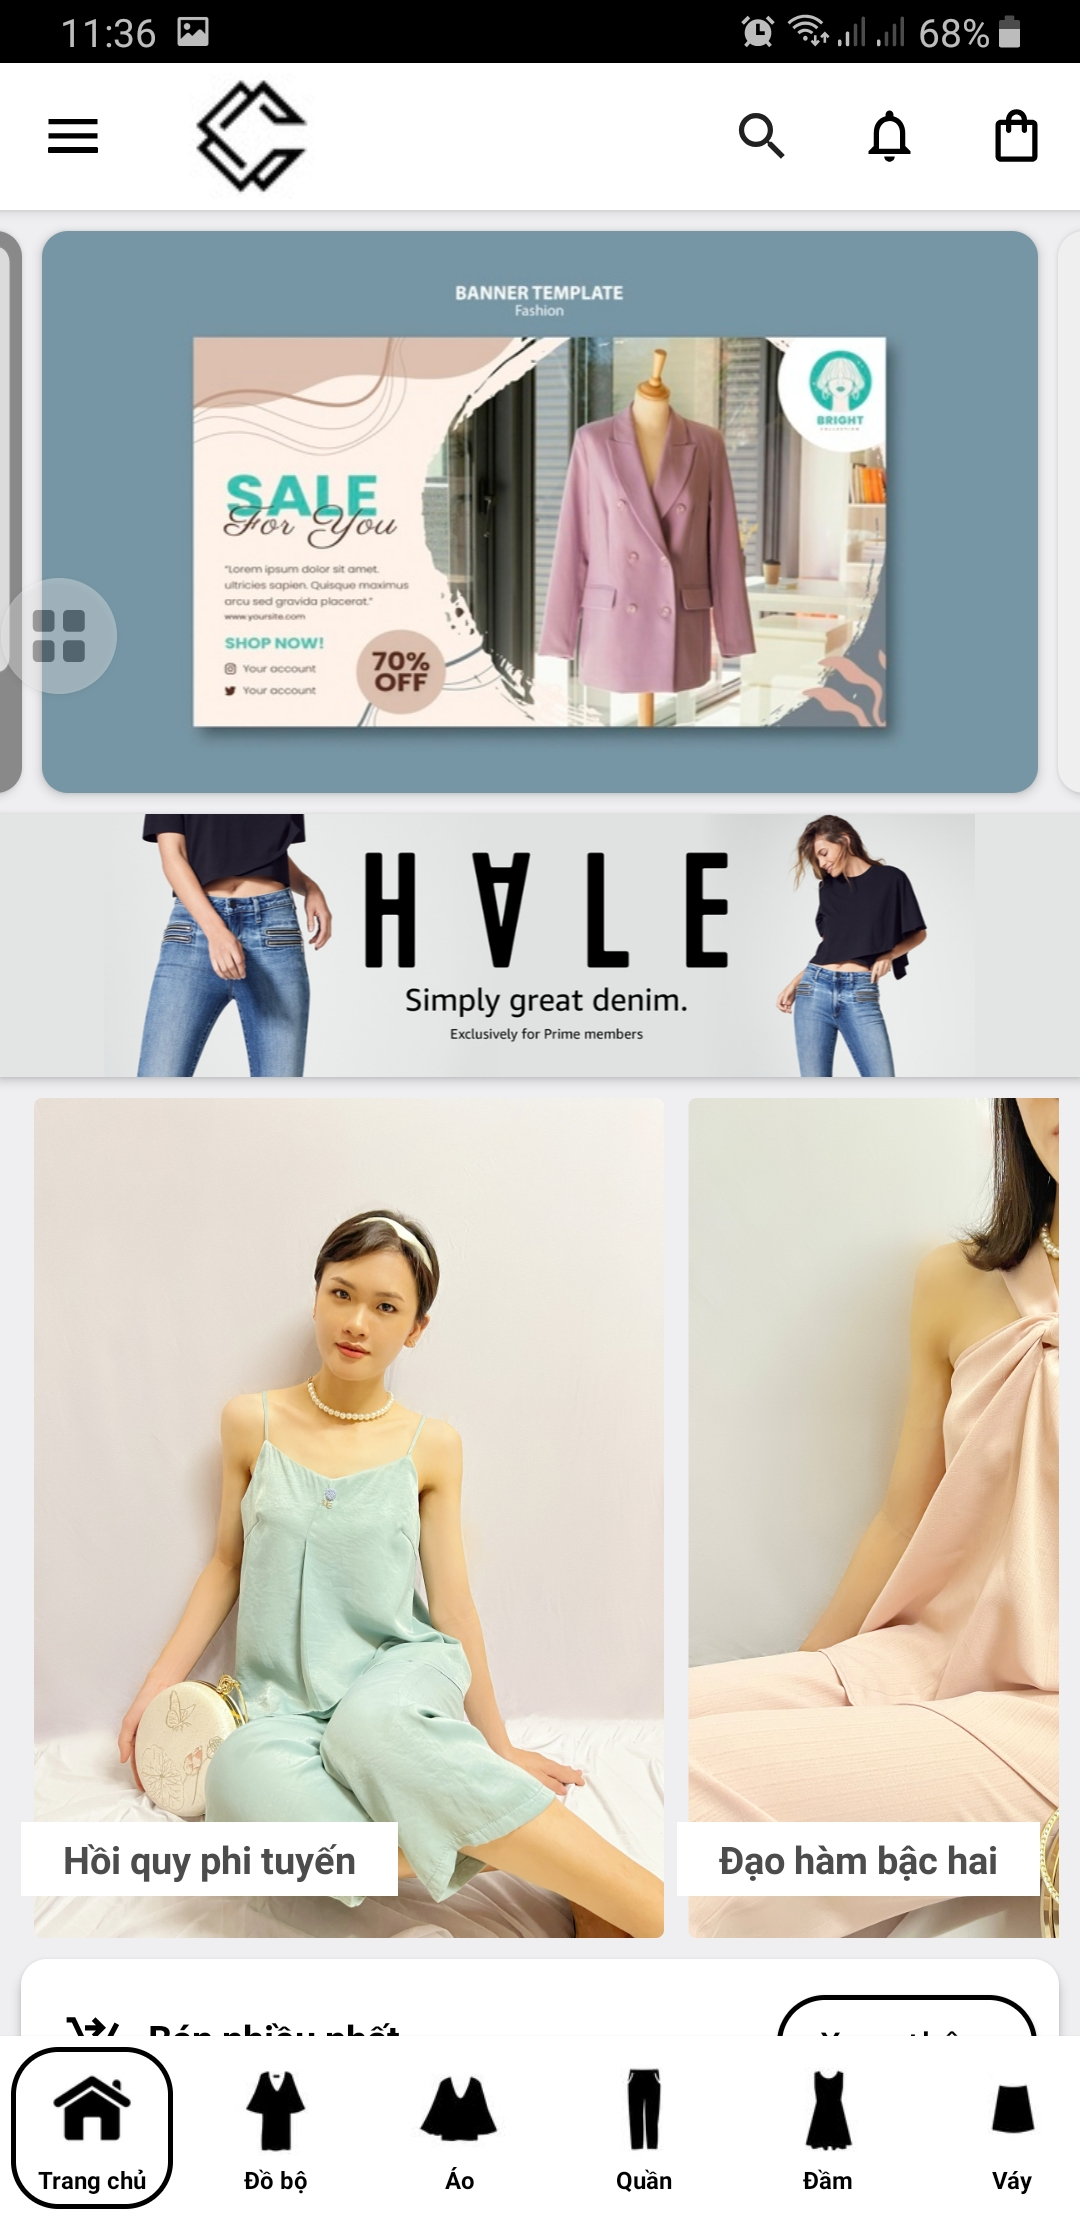 11:36
68%
BANNER TEMPLATE
Fashion
BRIGHT
SALE
For You
"Lorem ipsum dolor sit amet,
ultricies sapien. Quisque maximus
arcu sed gravida placerat."
www.yoursite.com
SHOP NOW!
Your account
Your account
70%
OFF
HALE
Simply great denim.
Exclusively for Prime members
Hồi quy phi tuyến
Đạo hàm bậc hai
Bán nhiều nhất
Trang chủ
Đồ bộ
Áo
Quần
Đầm
Váy